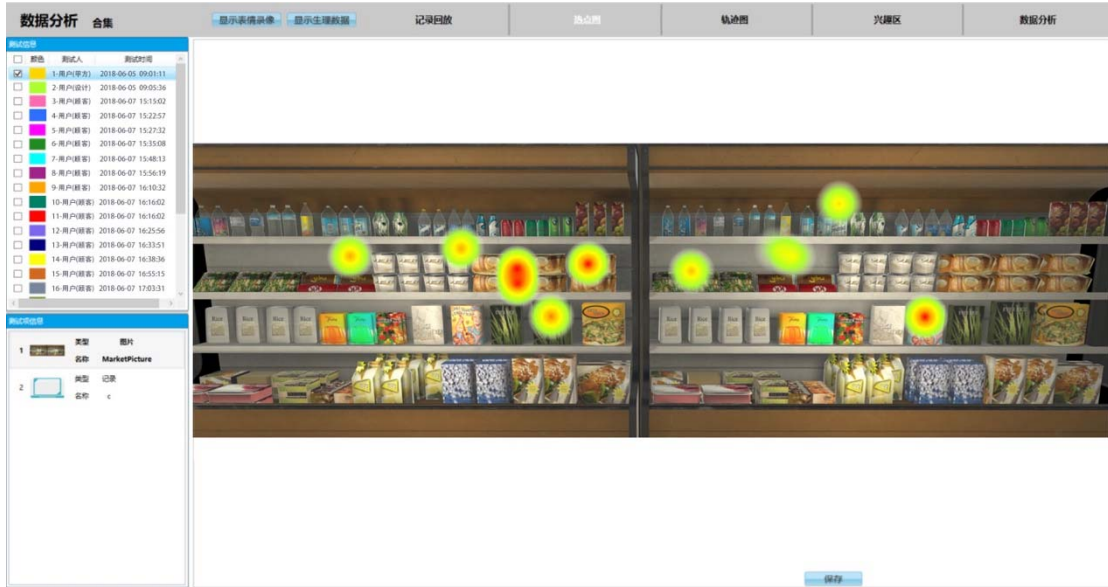 数据分析 合集
显示表情录像 显示生理数据 记录回放 热点图 轨迹图 兴趣区 数据分析
测试信息
颜色 测试人 测试时间
1-用户(甲方) 2018-06-05 09:01:11
2-用户(设计) 2018-06-05 09:05:36
3-用户(顾客) 2018-06-07 15:15:02
4-用户(顾客) 2018-06-07 15:22:57
5-用户(顾客) 2018-06-07 15:27:32
6-用户(顾客) 2018-06-07 15:35:08
7-用户(顾客) 2018-06-07 15:48:13
8-用户(顾客) 2018-06-07 15:56:19
9-用户(顾客) 2018-06-07 16:10:32
10-用户(顾客) 2018-06-07 16:16:02
11-用户(顾客) 2018-06-07 16:16:02
12-用户(顾客) 2018-06-07 16:25:56
13-用户(顾客) 2018-06-07 16:33:51
14-用户(顾客) 2018-06-07 16:38:36
15-用户(顾客) 2018-06-07 16:55:15
16-用户(顾客) 2018-06-07 17:03:31
测试项信息
1 类型 图片
名称 MarketPicture
2 类型 记录
名称 c
Rice Rice Rice Rice
Rice Rice Rice Rice
保存